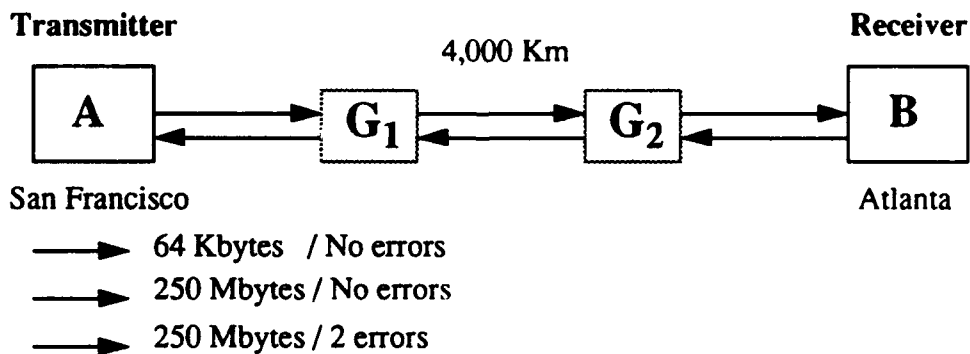 Transmitter
Receiver
4,000 Km
A
G1
G2
B
San Francisco
Atlanta
64 Kbytes / No errors
250 Mbytes / No errors
250 Mbytes / 2 errors